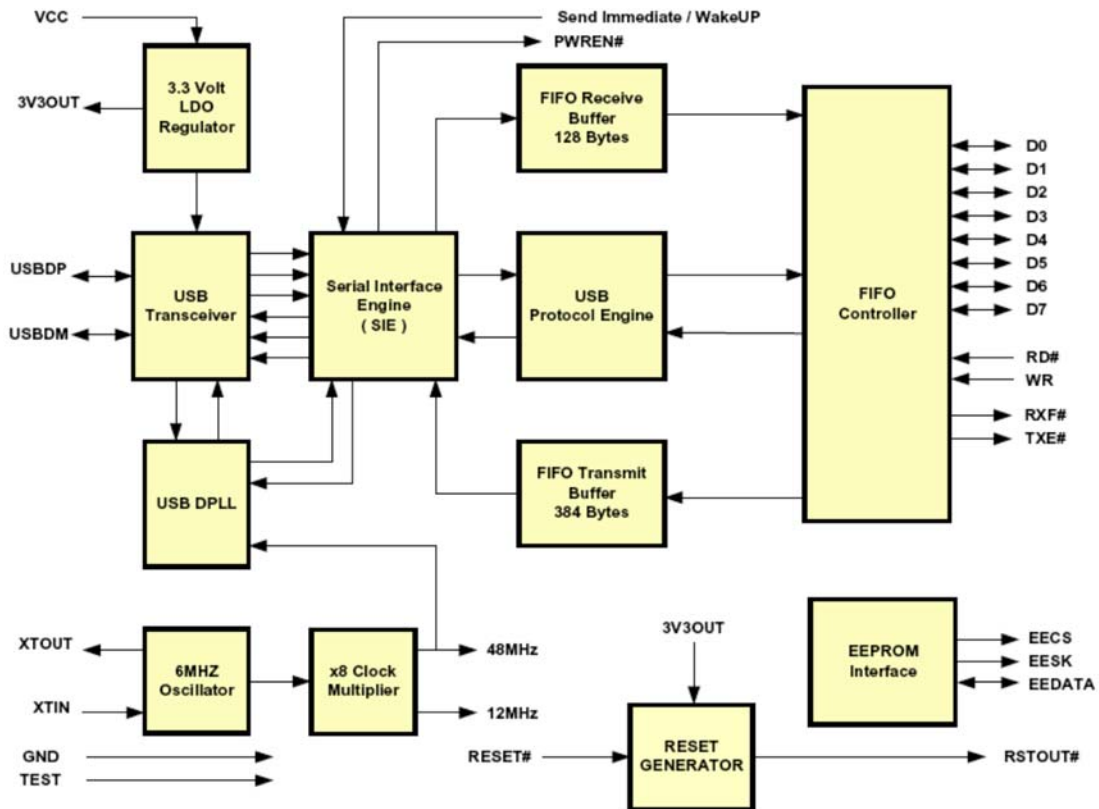 VCC
Send Immediate / WakeUP
PWREN#
3.3 Volt
LDO
Regulator
3V3OUT
FIFO Receive
Buffer
128 Bytes
D0
D1
D2
D3
D4
D5
D6
D7
USBDP
USBDM
USB
Transceiver
Serial Interface
Engine
( SIE )
USB
Protocol Engine
FIFO
Controller
RD#
WR
RXF#
TXE#
USB DPLL
FIFO Transmit
Buffer
384 Bytes
XTOUT
XTIN
6MHZ
Oscillator
x8 Clock
Multiplier
48MHz
12MHz
3V3OUT
EEPROM
Interface
EECS
EESK
EEDATA
GND
TEST
RESET#
RESET
GENERATOR
RSTOUT#